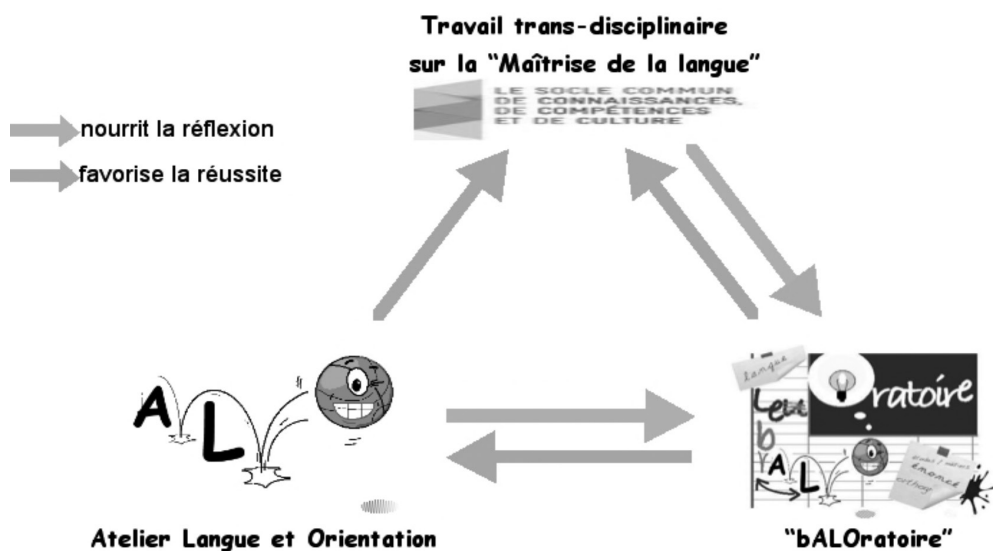 Travail trans-disciplinaire
sur la “Maîtrise de la langue”
LE SOCLE COMMUN
DE CONNAISSANCES,
DE COMPÉTENCES
ET DE CULTURE
nourrit la réflexion
favorise la réussite
A
L
langue
Oratoire
A
L
Atelier Langue et Orientation
“bALOratoire”